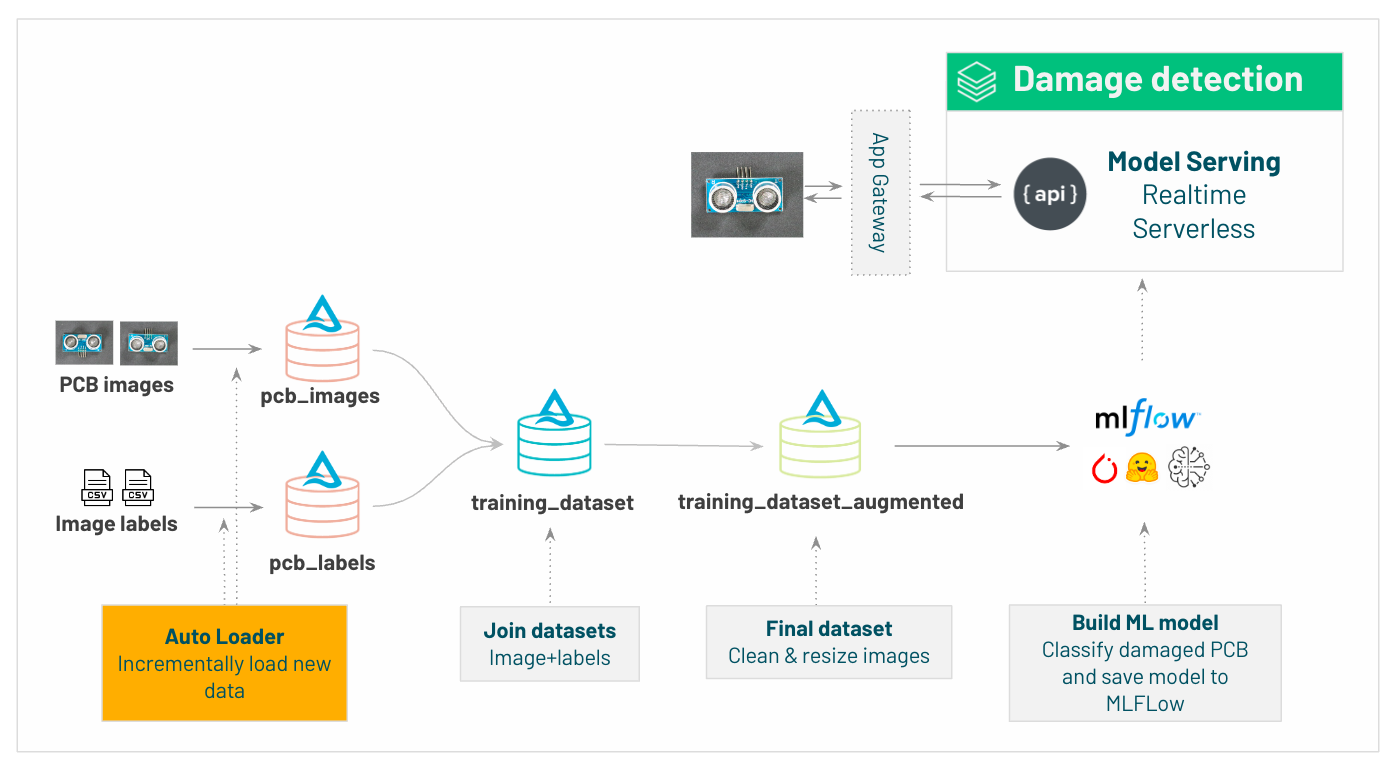 Damage detection
App Gateway
{ api }
Model Serving
Realtime
Serverless
PCB images
pcb_images
CSV
CSV
Image labels
pcb_labels
training_dataset
training_dataset_augmented
mlflow
Auto Loader
Incrementally load new
data
Join datasets
Image+labels
Final dataset
Clean & resize images
Build ML model
Classify damaged PCB
and save model to
MLFLow